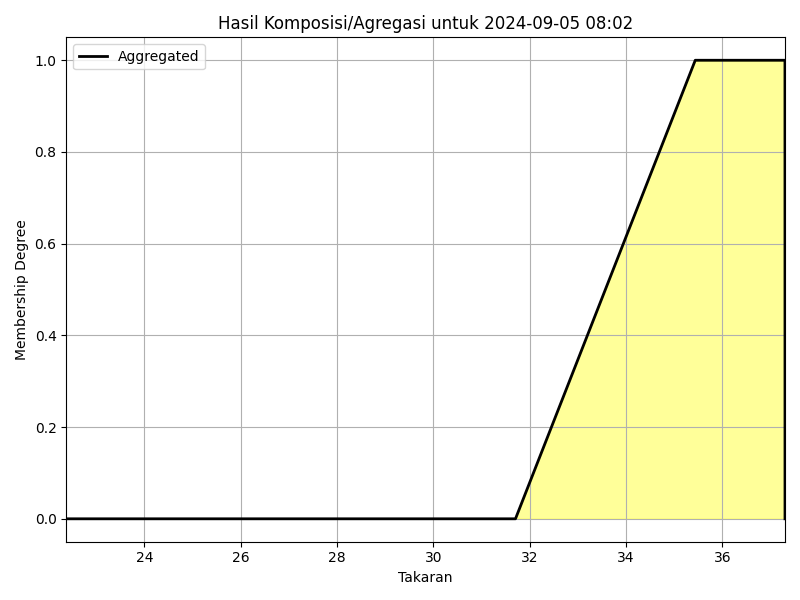 Hasil Komposisi/Agregasi untuk 2024-09-05 08:02
Aggregated
1.0
0.8
0.6
0.4
0.2
0.0
Membership Degree
24 26 28 30 32 34 36
Takaran